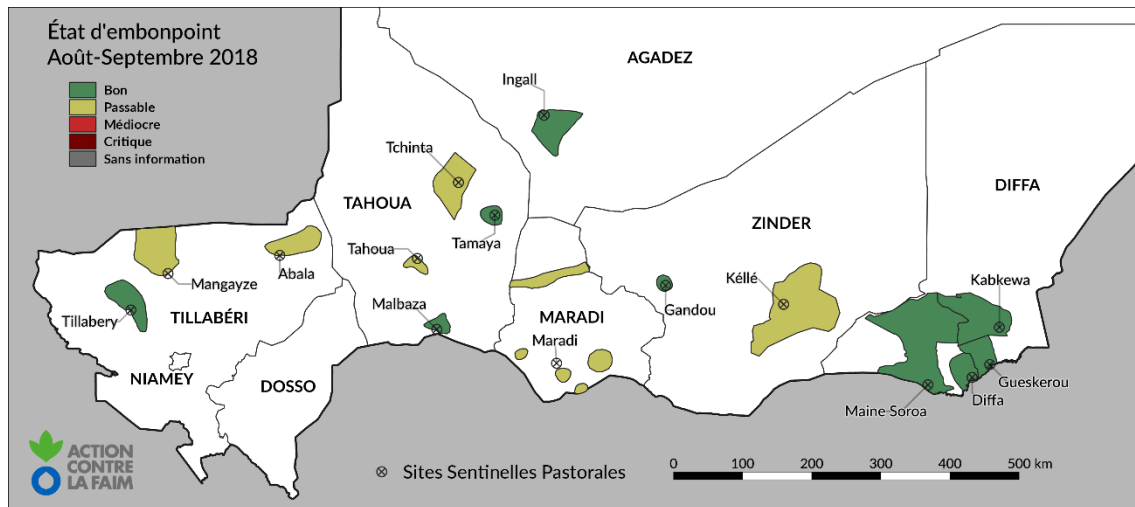 État d'embonpoint
Août-Septembre 2018
Bon
Passable
Médiocre
Critique
Sans information
AGADEZ
Ingall
Tchinta
DIFFA
TAHOUA
ZINDER
Tamaya
Tahoua
Abala
Mangayze
Kéllé
Kabkewa
Gandou
Malbaza
Tillabery
TILLABÉRI
MARADI
Maradi
NIAMEY
DOSSO
Gueskerou
Diffa
Maine-Soroa
ACTION
CONTRE
LA FAIM
Sites Sentinelles Pastorales
0 100 200 300 400 500 km